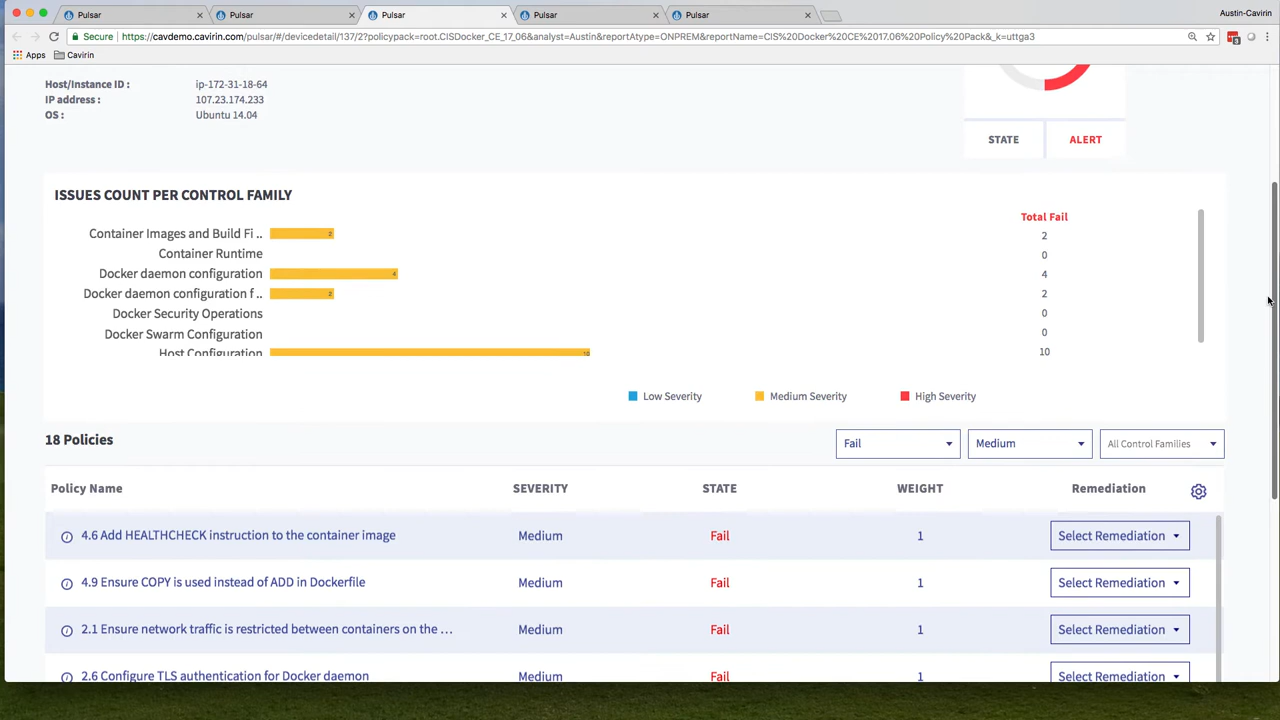 Pulsar Pulsar Pulsar Pulsar Pulsar Austin-Cavirin
Secure https://cavdemo.cavirin.com/pulsar/#/devicedetail/137/2?policypack=root.CISDocker_CE_17_06&analyst=Austin&reportAtype=ONPREM&reportName=CIS%20Docker%20CE%2017.06%20Policy%20Pack&_k=uttga3
Apps Cavirin
Host/Instance ID : ip-172-31-18-64
IP address : 107.23.174.233
OS : Ubuntu 14.04
STATE ALERT
ISSUES COUNT PER CONTROL FAMILY
Total Fail
Container Images and Build Fi .. 2 2
Container Runtime 0
Docker daemon configuration 4 4
Docker daemon configuration f .. 2 2
Docker Security Operations 0
Docker Swarm Configuration 0
Host Configuration 10 10
Low Severity Medium Severity High Severity
18 Policies Fail Medium All Control Families
Policy Name SEVERITY STATE WEIGHT Remediation
4.6 Add HEALTHCHECK instruction to the container image Medium Fail 1 Select Remediation
4.9 Ensure COPY is used instead of ADD in Dockerfile Medium Fail 1 Select Remediation
2.1 Ensure network traffic is restricted between containers on the ... Medium Fail 1 Select Remediation
2.6 Configure TLS authentication for Docker daemon Medium Fail 1 Select Remediation